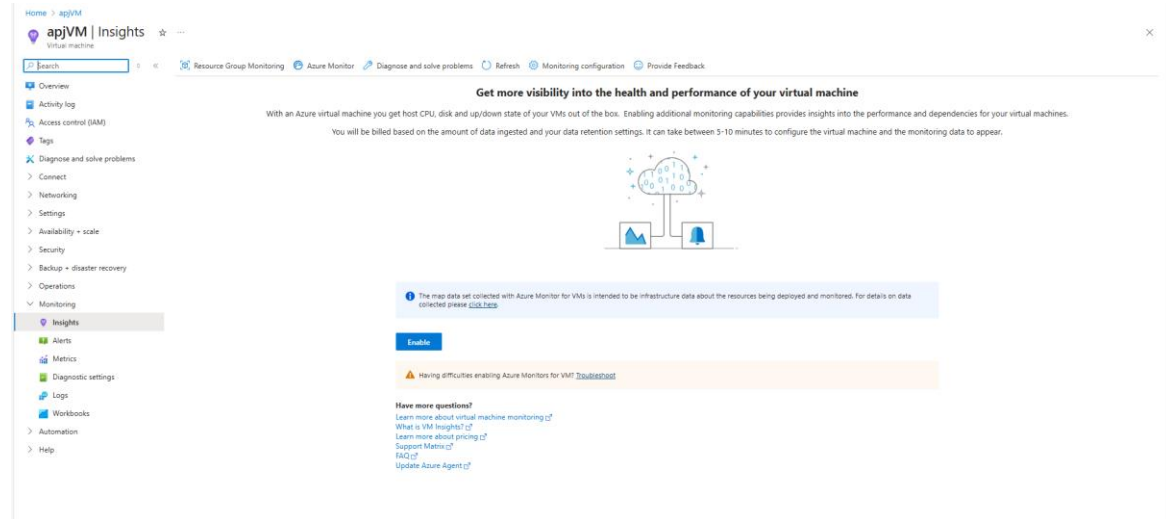 Home > apjVM
apjVM | Insights
Virtual machine
Search
Resource Group Monitoring
Azure Monitor
Diagnose and solve problems
Refresh
Monitoring configuration
Provide Feedback
Overview
Activity log
Access control (IAM)
Tags
Diagnose and solve problems
Connect
Networking
Settings
Availability + scale
Security
Backup + disaster recovery
Operations
Monitoring
Insights
Alerts
Metrics
Diagnostic settings
Logs
Workbooks
Automation
Help
Get more visibility into the health and performance of your virtual machine
With an Azure virtual machine you get host CPU, disk and up/down state of your VMs out of the box. Enabling additional monitoring capabilities provides insights into the performance and dependencies for your virtual machines.
You will be billed based on the amount of data ingested and your data retention settings. It can take between 5-10 minutes to configure the virtual machine and the monitoring data to appear.
The map data set collected with Azure Monitor for VMs is intended to be infrastructure data about the resources being deployed and monitored. For details on data
collected please click here.
Enable
Having difficulties enabling Azure Monitors for VM? Troubleshoot
Have more questions?
Learn more about virtual machine monitoring
What is VM Insights?
Learn more about pricing
Support Matrix
FAQ
Update Azure Agent